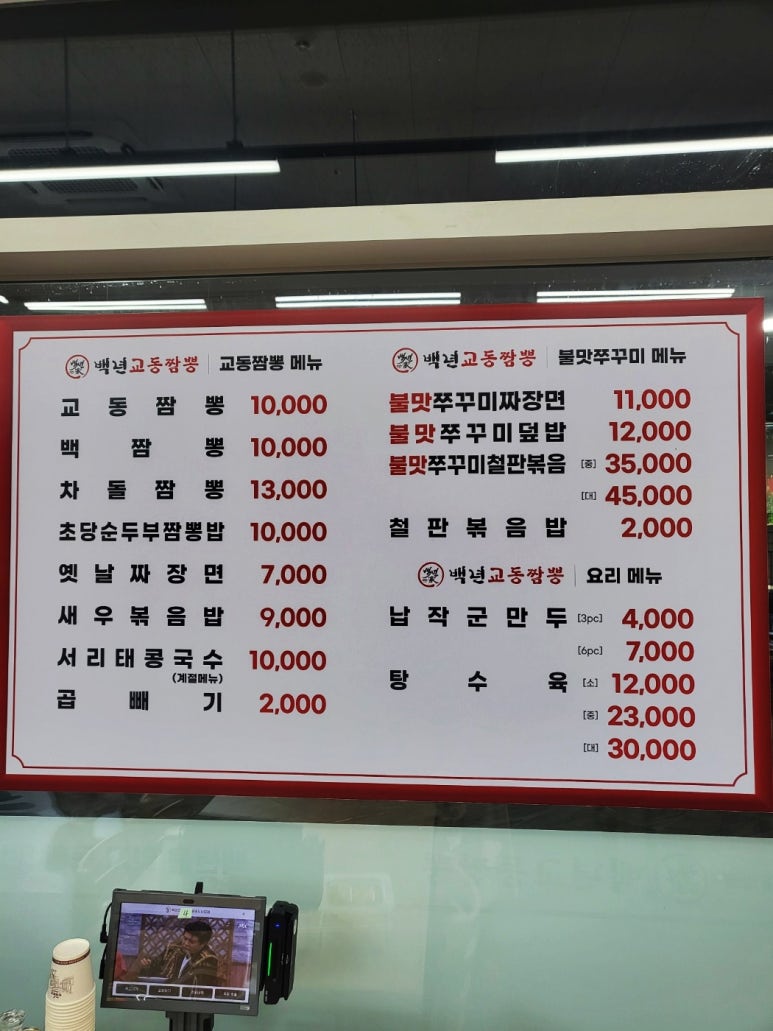 백년교동짬뽕 교동짬뽕 메뉴
교동짬뽕 10,000
백짬뽕 10,000
차돌짬뽕 13,000
초당순두부짬뽕밥 10,000
옛날짜장면 7,000
새우볶음밥 9,000
서리태콩국수 10,000
(계절메뉴)
곱빼기 2,000
백년교동짬뽕 불맛쭈꾸미 메뉴
불맛쭈꾸미짜장면 11,000
불맛쭈꾸미덮밥 12,000
불맛쭈꾸미철판볶음 [중] 35,000
[대] 45,000
철판볶음밥 2,000
백년교동짬뽕 요리 메뉴
납작군만두 [3pc] 4,000
[6pc] 7,000
탕수육 [소] 12,000
[중] 23,000
[대] 30,000